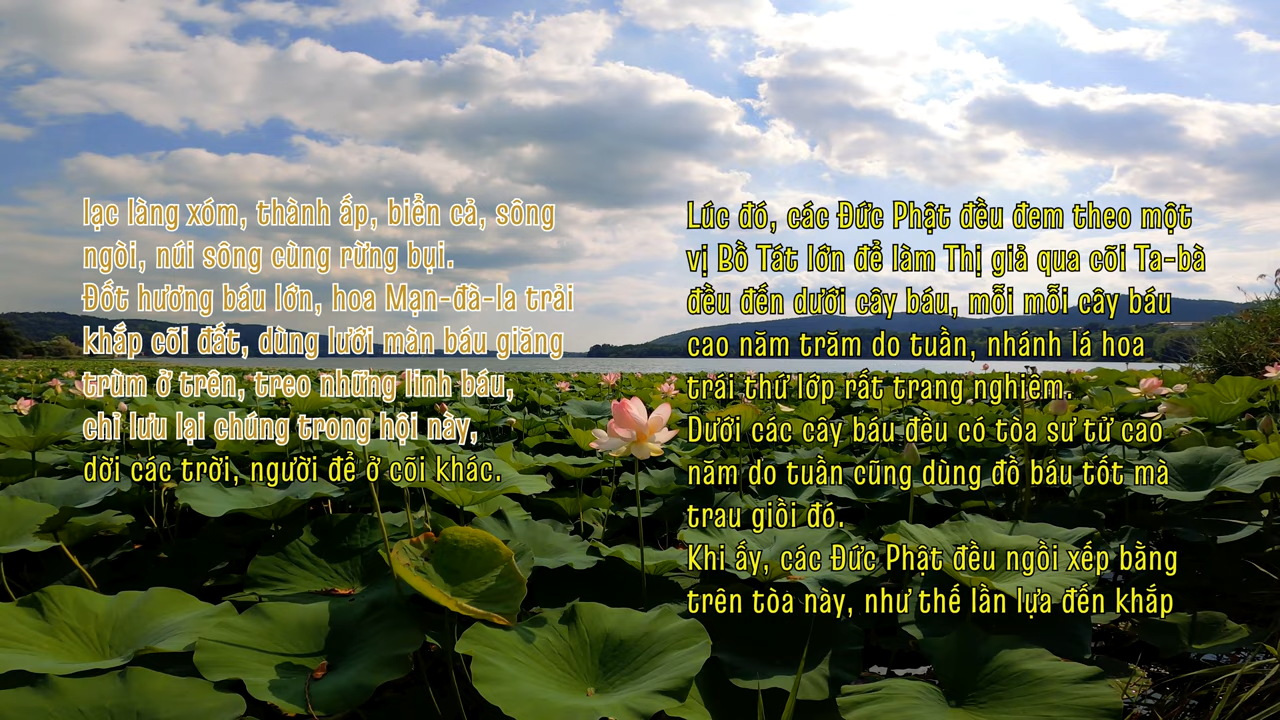 lạc làng xóm, thành ấp, biển cả, sông
ngòi, núi sông cùng rừng bụi.
Đốt hương báu lớn, hoa Mạn-đà-la trải
khắp cõi đất, dùng lưới màn báu giăng
trùm ở trên, treo những linh báu,
chỉ lưu lại chúng trong hội này,
dời các trời, người để ở cõi khác.
Lúc đó, các Đức Phật đều đem theo một
vị Bồ Tát lớn để làm Thị giả qua cõi Ta-bà
đều đến dưới cây báu, mỗi mỗi cây báu
cao năm trăm do tuần, nhánh lá hoa
trái thứ lớp rất trang nghiêm.
Dưới các cây báu đều có tòa sư tử cao
năm do tuần cũng dùng đồ báu tốt mà
trau giồi đó.
Khi ấy, các Đức Phật đều ngồi xếp bằng
trên tòa này, như thế lần lựa đến khắp